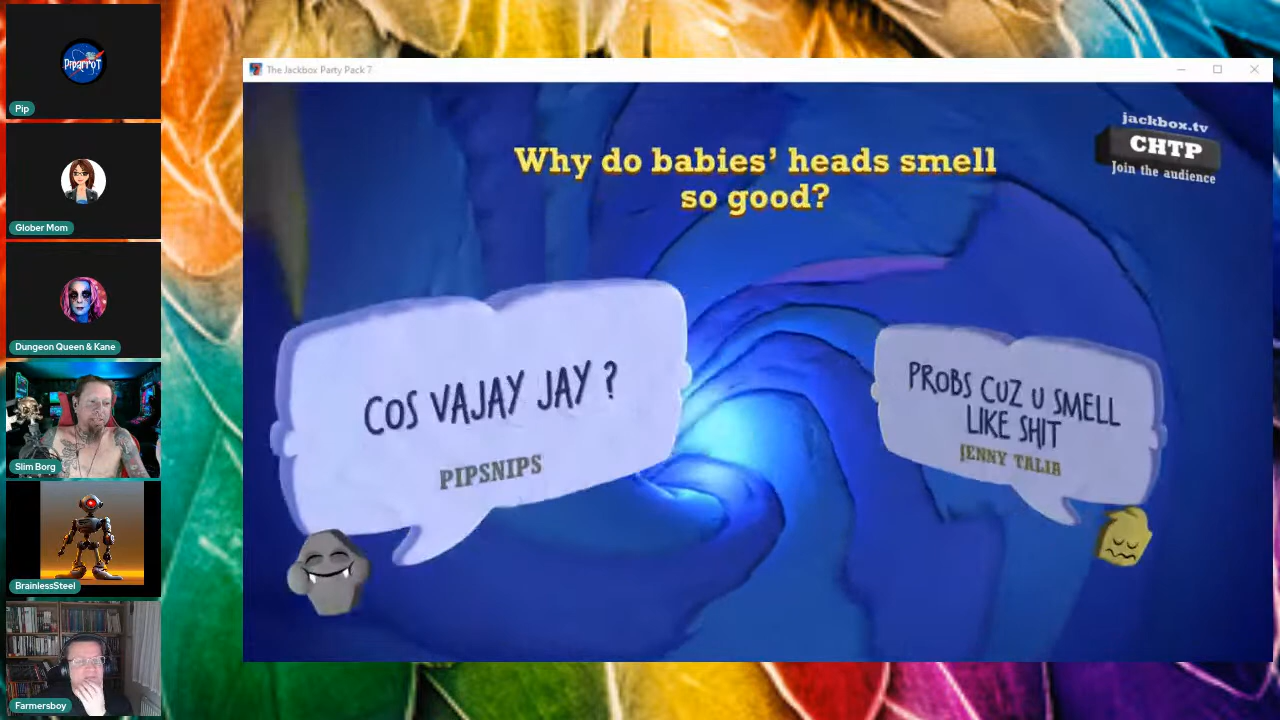 PiparroT
Pip
Glober Mom
Dungeon Queen & Kane
Slim Borg
BrainlessSteel
Farmersboy
The Jackbox Party Pack 7
jackbox.tv
CHTP
Join the audience
Why do babies' heads smell
so good?
COS VAJAY JAY ?
PIPSNIPS
PROBS CUZ U SMELL
LIKE SHIT
JENNY TALIA